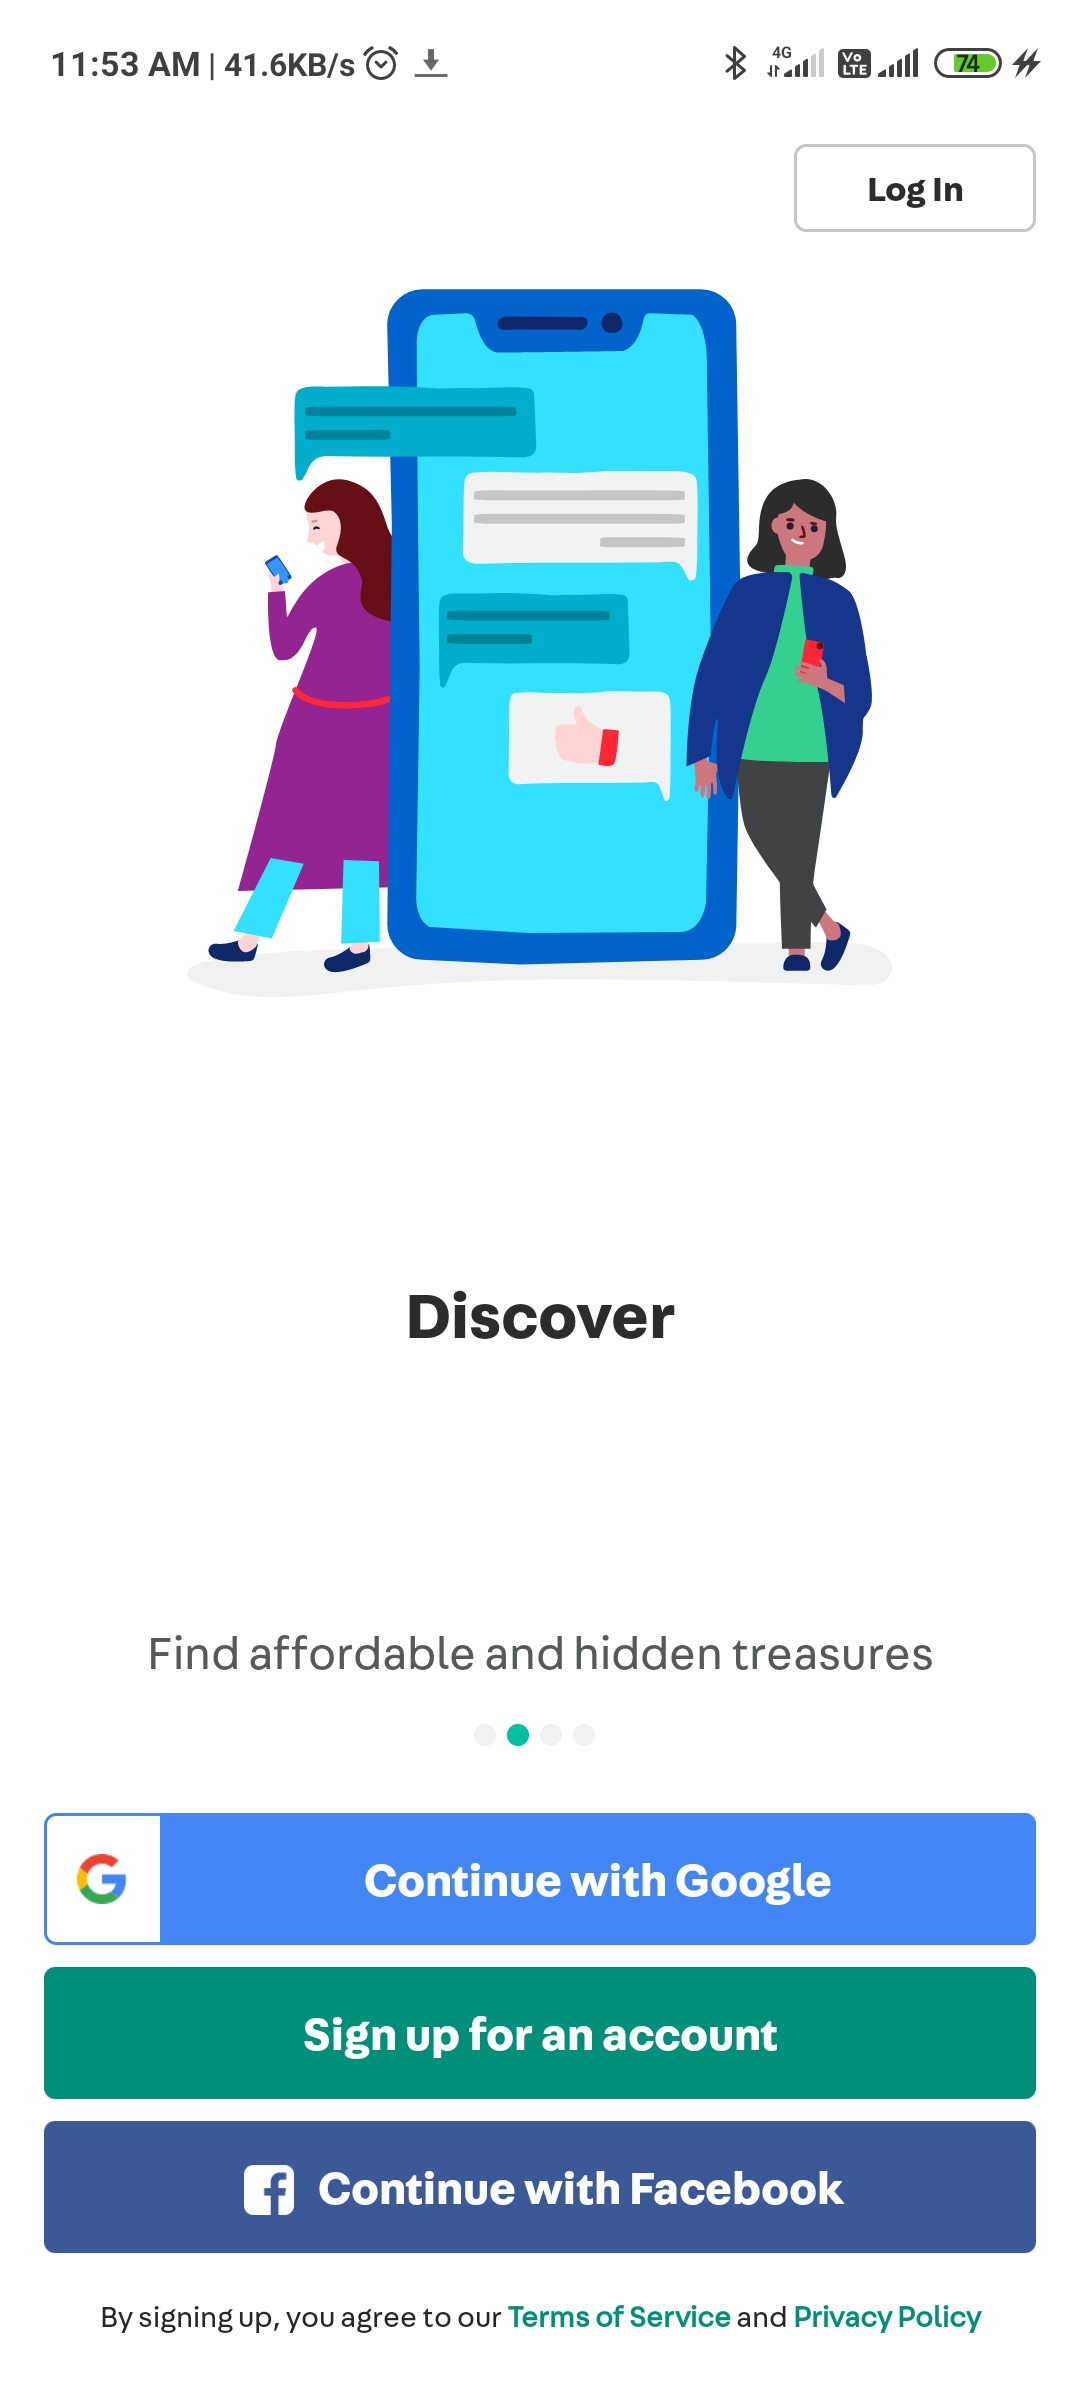 11:53 AM | 41.6KB/s
4G
Vo
LTE
74
Log In
Discover
Find affordable and hidden treasures
Continue with Google
Sign up for an account
Continue with Facebook
By signing up, you agree to our Terms of Service and Privacy Policy